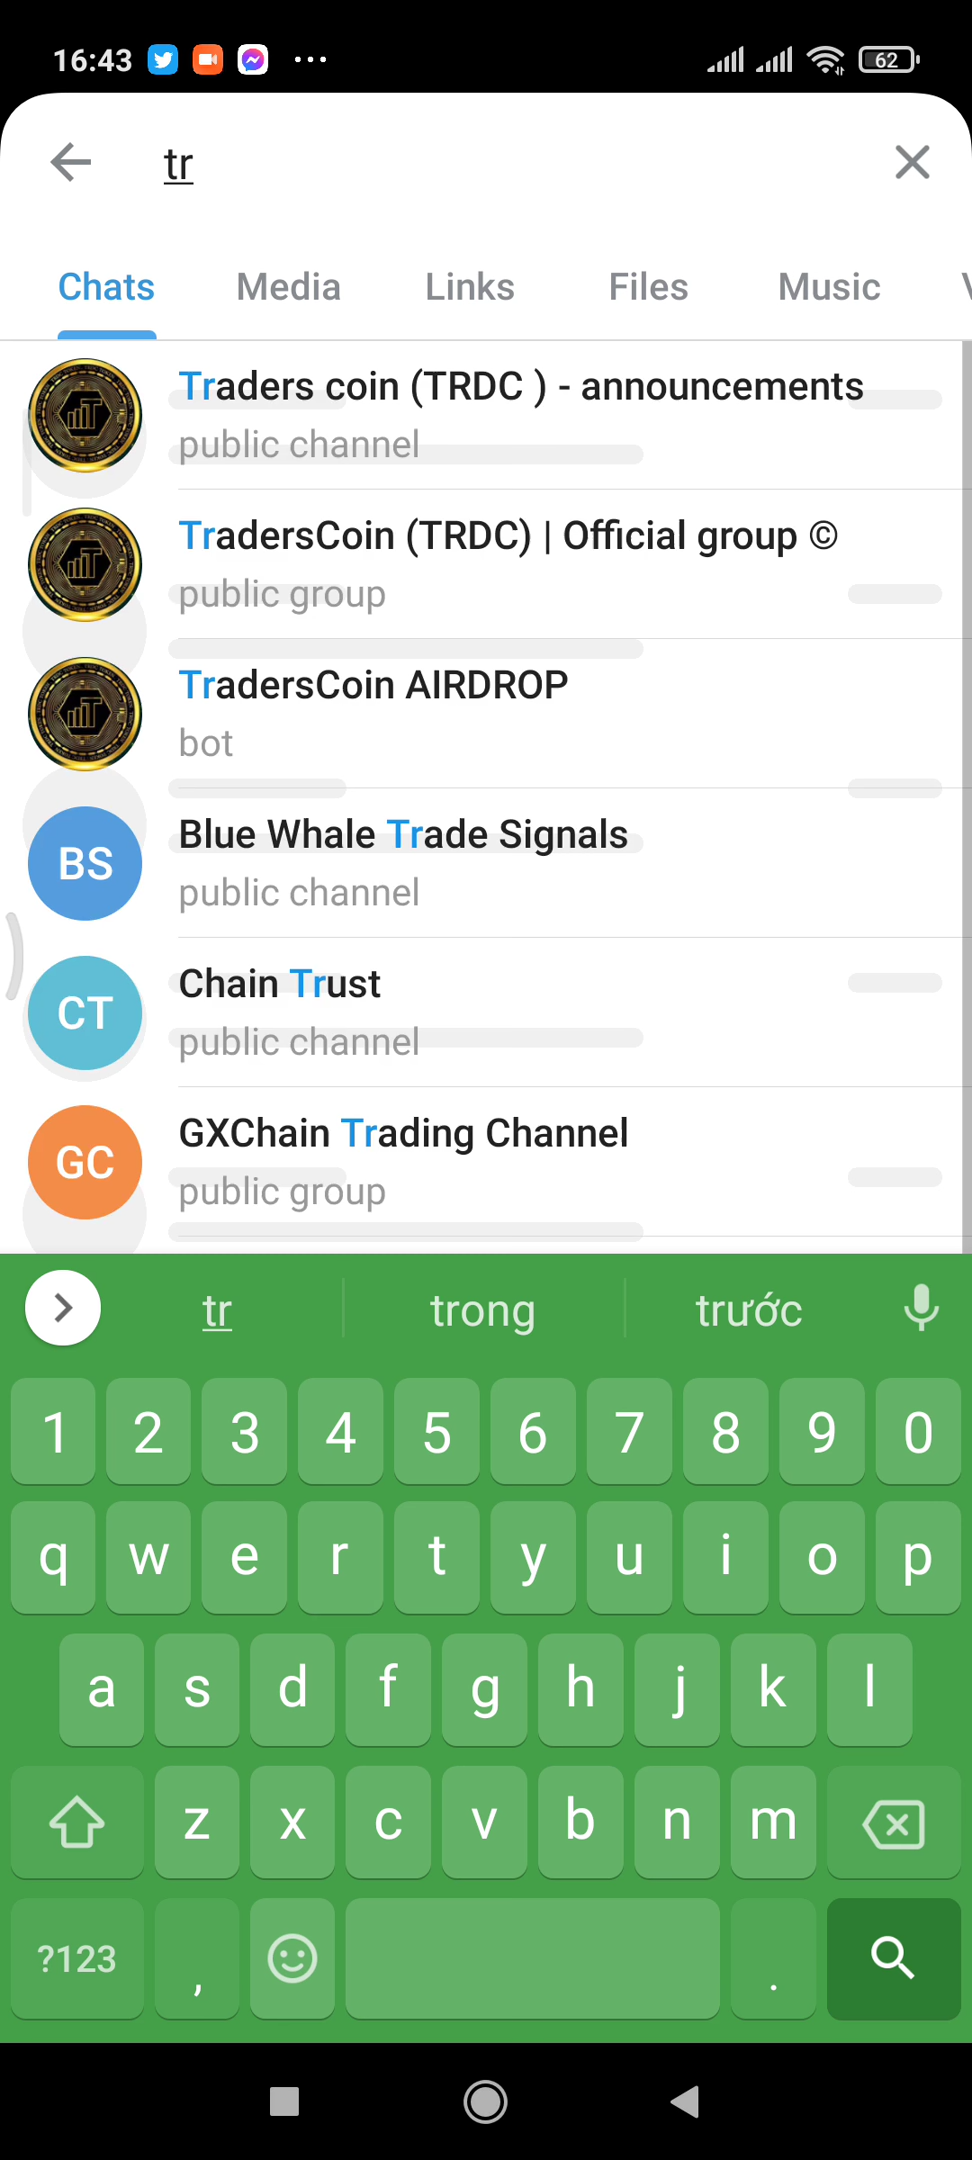 16:43
62
tr
Chats Media Links Files Music
Traders coin (TRDC ) - announcements
public channel
TradersCoin (TRDC) | Official group ©
public group
TradersCoin AIRDROP
bot
BS
Blue Whale Trade Signals
public channel
CT
Chain Trust
public channel
GC
GXChain Trading Channel
public group
tr trong trước
1 2 3 4 5 6 7 8 9 0
q w e r t y u i o p
a s d f g h j k l
z x c v b n m
?123 , .